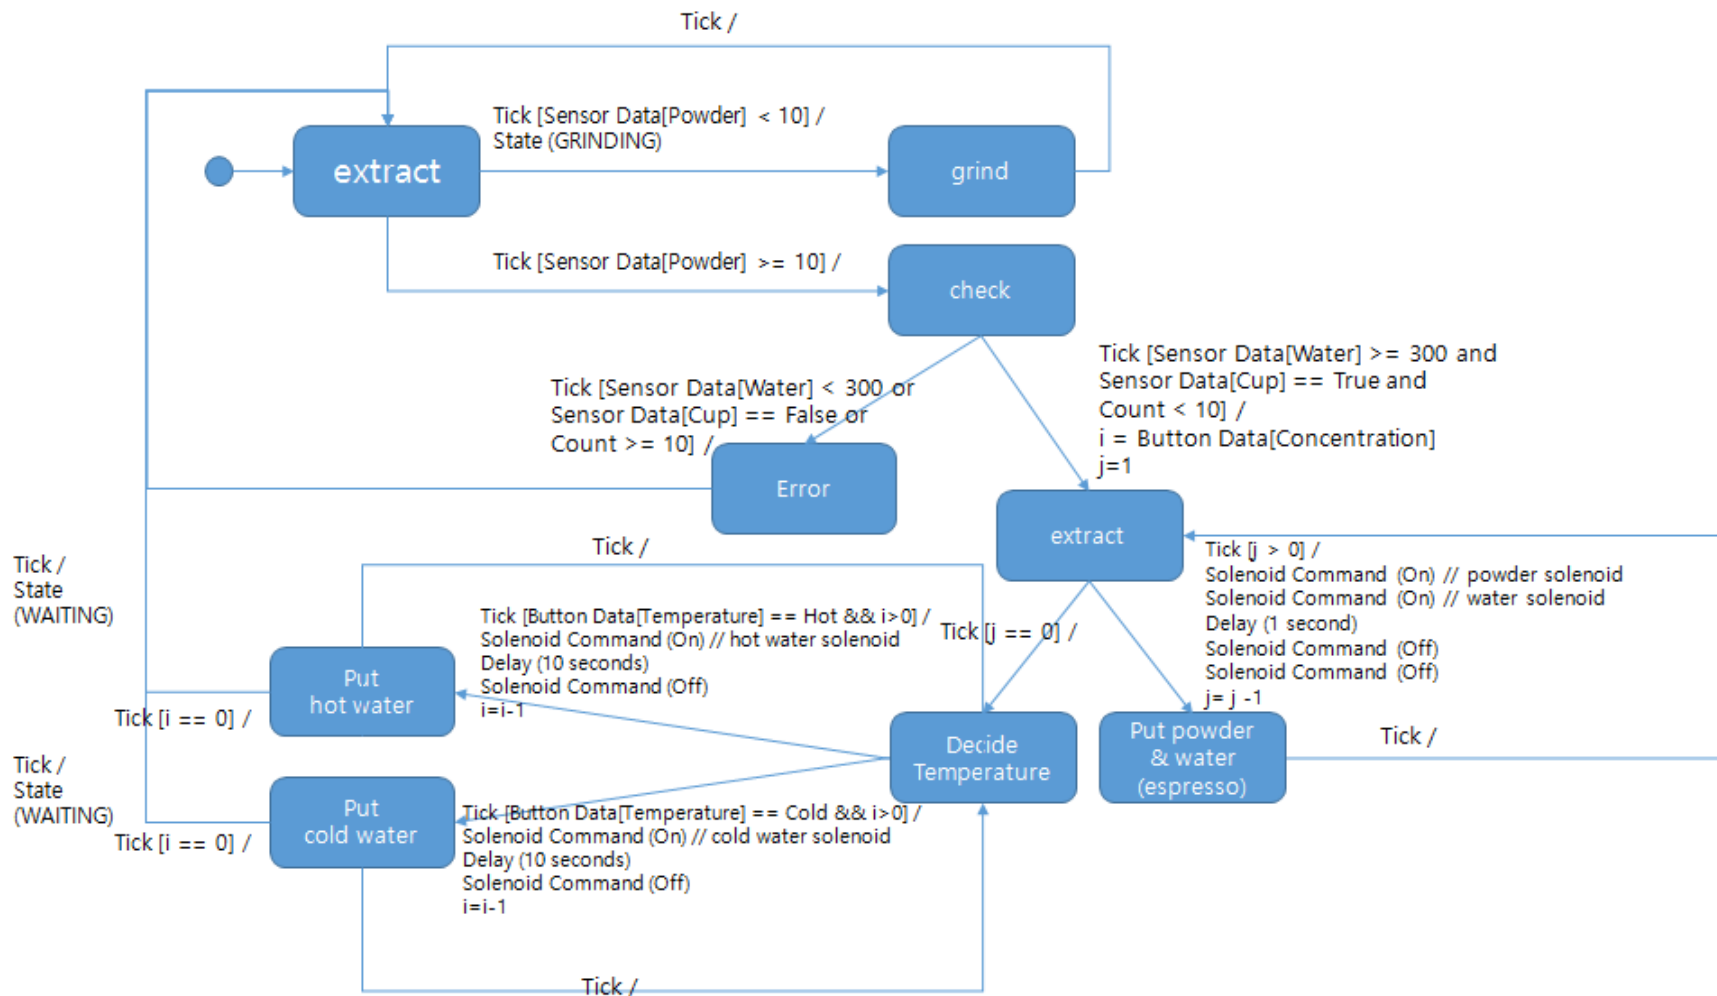 Tick /
Tick [Sensor Data[Powder] < 10] /
State (GRINDING)
extract
grind
Tick [Sensor Data[Powder] >= 10] /
check
Tick [Sensor Data[Water] >= 300 and
Sensor Data[Cup] == True and
Count < 10] /
i = Button Data[Concentration]
j=1
Tick [Sensor Data[Water] < 300 or
Sensor Data[Cup] == False or
Count >= 10] /
Error
extract
Tick /
Tick /
State
(WAITING)
Tick [j > 0] /
Solenoid Command (On) // powder solenoid
Solenoid Command (On) // water solenoid
Delay (1 second)
Solenoid Command (Off)
Solenoid Command (Off)
j= j -1
Tick [Button Data[Temperature] == Hot && i>0] /
Solenoid Command (On) // hot water solenoid
Delay (10 seconds)
Solenoid Command (Off)
i=i-1
Tick [j == 0] /
Put
hot water
Tick [i == 0] /
Decide
Temperature
Put powder
& water
(espresso)
Tick /
Tick /
State
(WAITING)
Put
cold water
Tick [i == 0] /
Tick [Button Data[Temperature] == Cold && i>0] /
Solenoid Command (On) // cold water solenoid
Delay (10 seconds)
Solenoid Command (Off)
i=i-1
Tick /